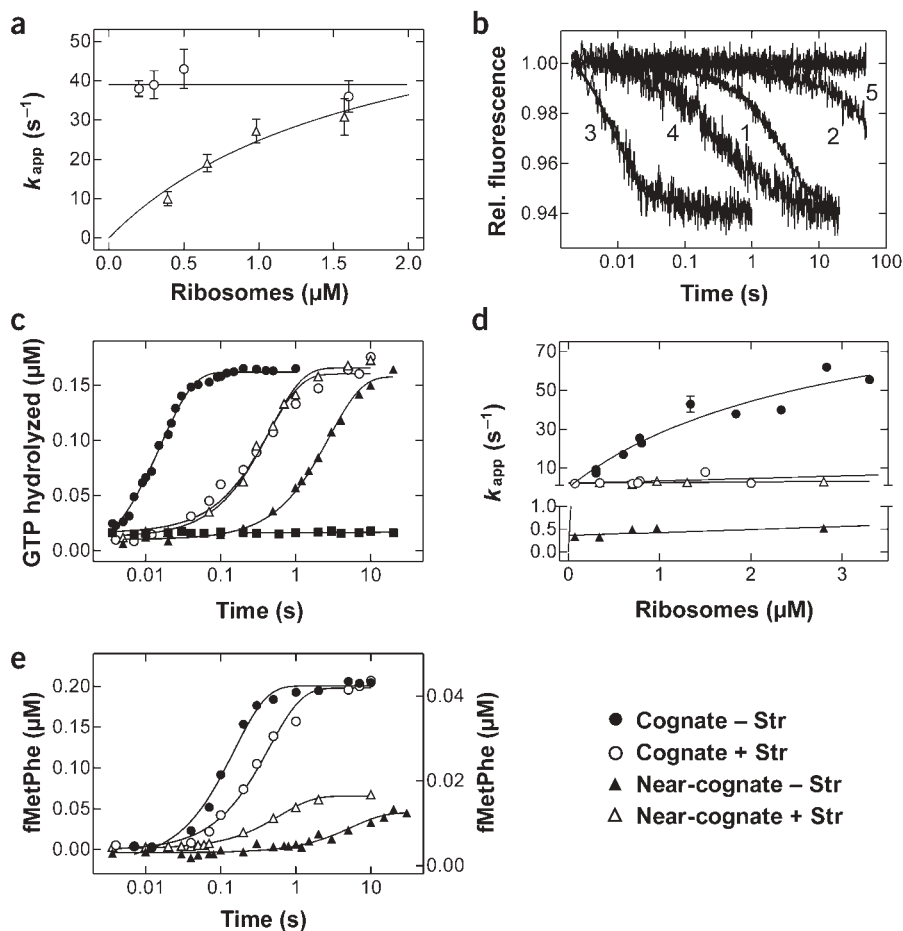 a
50
40
30
20
10
0
k app (s⁻¹)
0.0 0.5 1.0 1.5 2.0
Ribosomes (µM)
b
1.00
0.98
0.96
0.94
Rel. fluorescence
3 4 1 2 5
0.01 0.1 1 10 100
Time (s)
c
0.15
0.10
0.05
0.00
GTP hydrolyzed (µM)
0.01 0.1 1 10
Time (s)
d
70
50
30
10
1.0
0.5
0.0
k app (s⁻¹)
0 1 2 3
Ribosomes (µM)
e
0.20
0.15
0.10
0.05
0.00
fMetPhe (µM)
0.04
0.02
0.00
fMetPhe (µM)
0.01 0.1 1 10
Time (s)
Cognate – Str
Cognate + Str
Near-cognate – Str
Near-cognate + Str